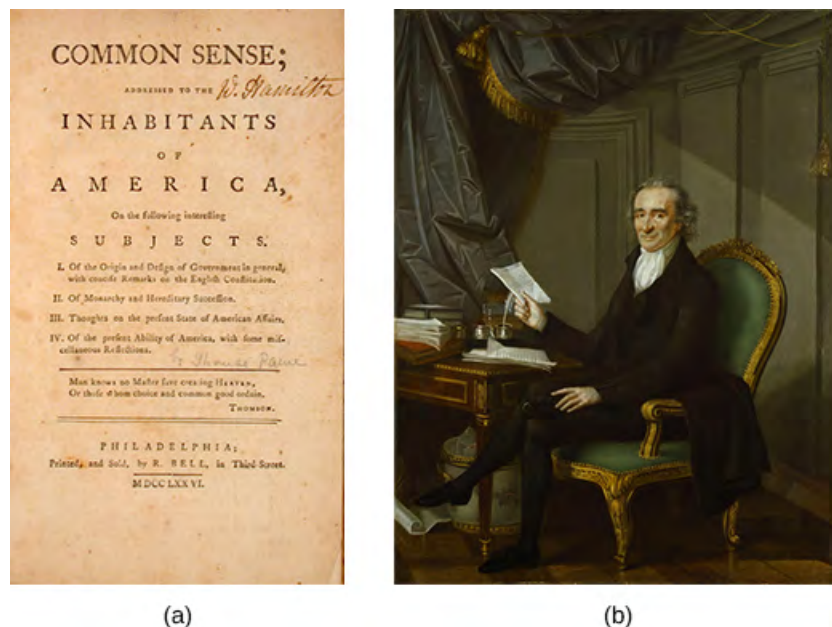 COMMON SENSE;
ADDRESSED TO THE W. Hamilton
INHABITANTS
OF
AMERICA,
On the following intereſting
SUBJECTS.
I. Of the Origin and Deſign of Government in general,
with conciſe Remarks on the Engliſh Conſtitution.
II. Of Monarchy and Hereditary Succeſſion.
III. Thoughts on the preſent State of American Affairs.
IV. Of the preſent Ability of America, with ſome miſ-
cellaneous Reflections.
by Thomas Paine
Man knows no Maſter ſave creating HEAVEN,
Or thoſe whom choice and common good ordain.
THOMSON.
PHILADELPHIA;
Printed, and Sold, by R. BELL, in Third-Street.
MDCCLXXVI.
(a)
(b)